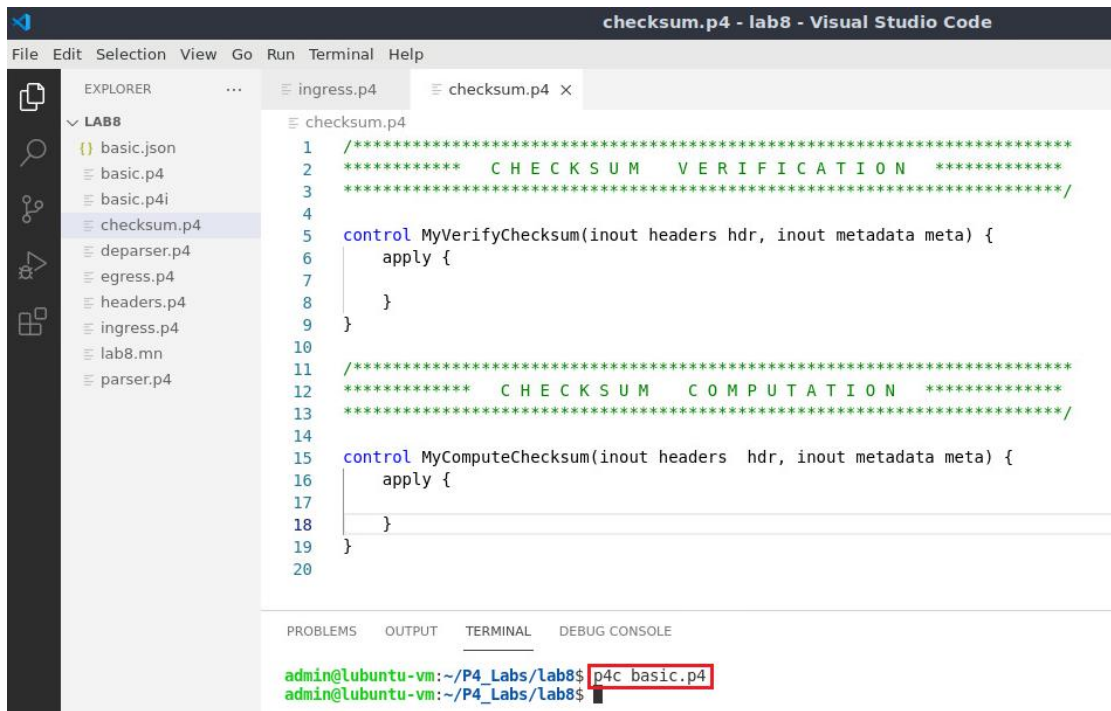 checksum.p4 - lab8 - Visual Studio Code
File Edit Selection View Go Run Terminal Help
EXPLORER ...
ingress.p4 checksum.p4 ×
LAB8
checksum.p4
{} basic.json
basic.p4
basic.p4i
checksum.p4
deparser.p4
egress.p4
headers.p4
ingress.p4
lab8.mn
parser.p4
1 /*************************************************************************
2 ************ C H E C K S U M V E R I F I C A T I O N *************
3 *************************************************************************/
4
5 control MyVerifyChecksum(inout headers hdr, inout metadata meta) {
6 apply {
7
8 }
9 }
10
11 /*************************************************************************
12 ************* C H E C K S U M C O M P U T A T I O N **************
13 *************************************************************************/
14
15 control MyComputeChecksum(inout headers hdr, inout metadata meta) {
16 apply {
17
18 }
19 }
20
PROBLEMS OUTPUT TERMINAL DEBUG CONSOLE
admin@lubuntu-vm:~/P4_Labs/lab8$ p4c basic.p4
admin@lubuntu-vm:~/P4_Labs/lab8$